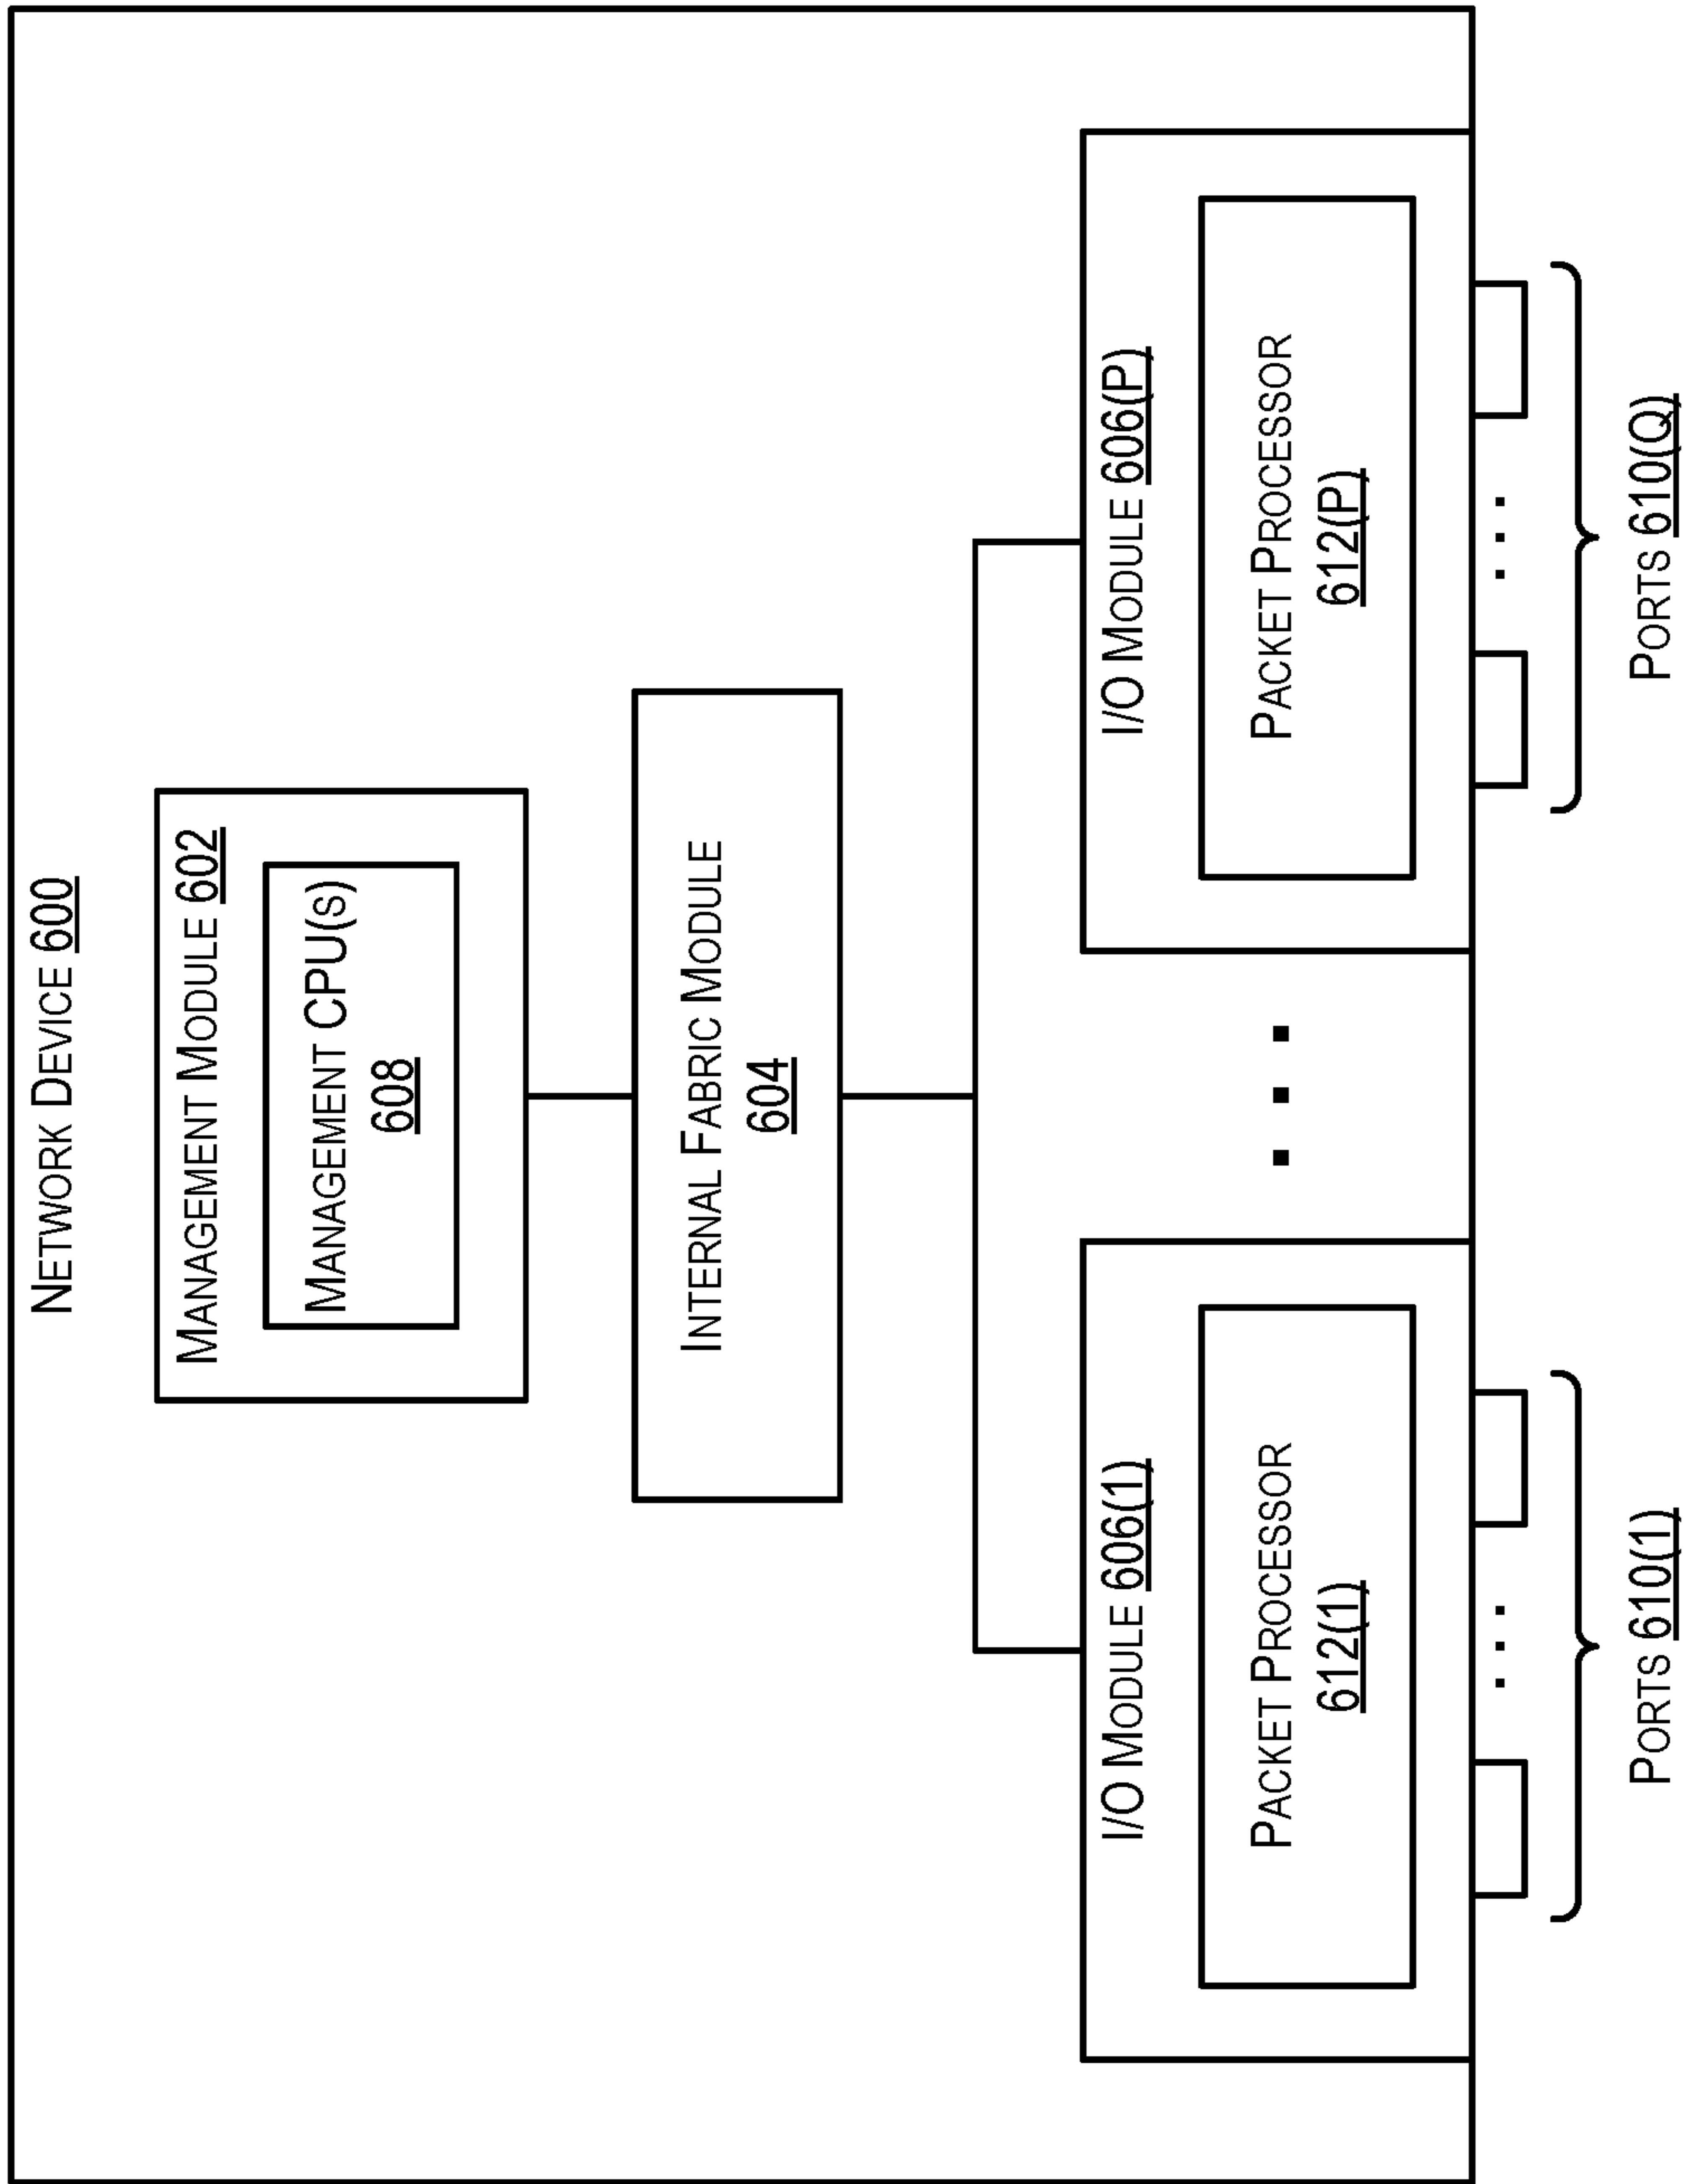 NETWORK DEVICE 600
MANAGEMENT MODULE 602
MANAGEMENT CPU(S)
608
INTERNAL FABRIC MODULE
604
I/O MODULE 606(1)
PACKET PROCESSOR
612(1)
PORTS 610(1)
I/O MODULE 606(P)
PACKET PROCESSOR
612(P)
PORTS 610(Q)